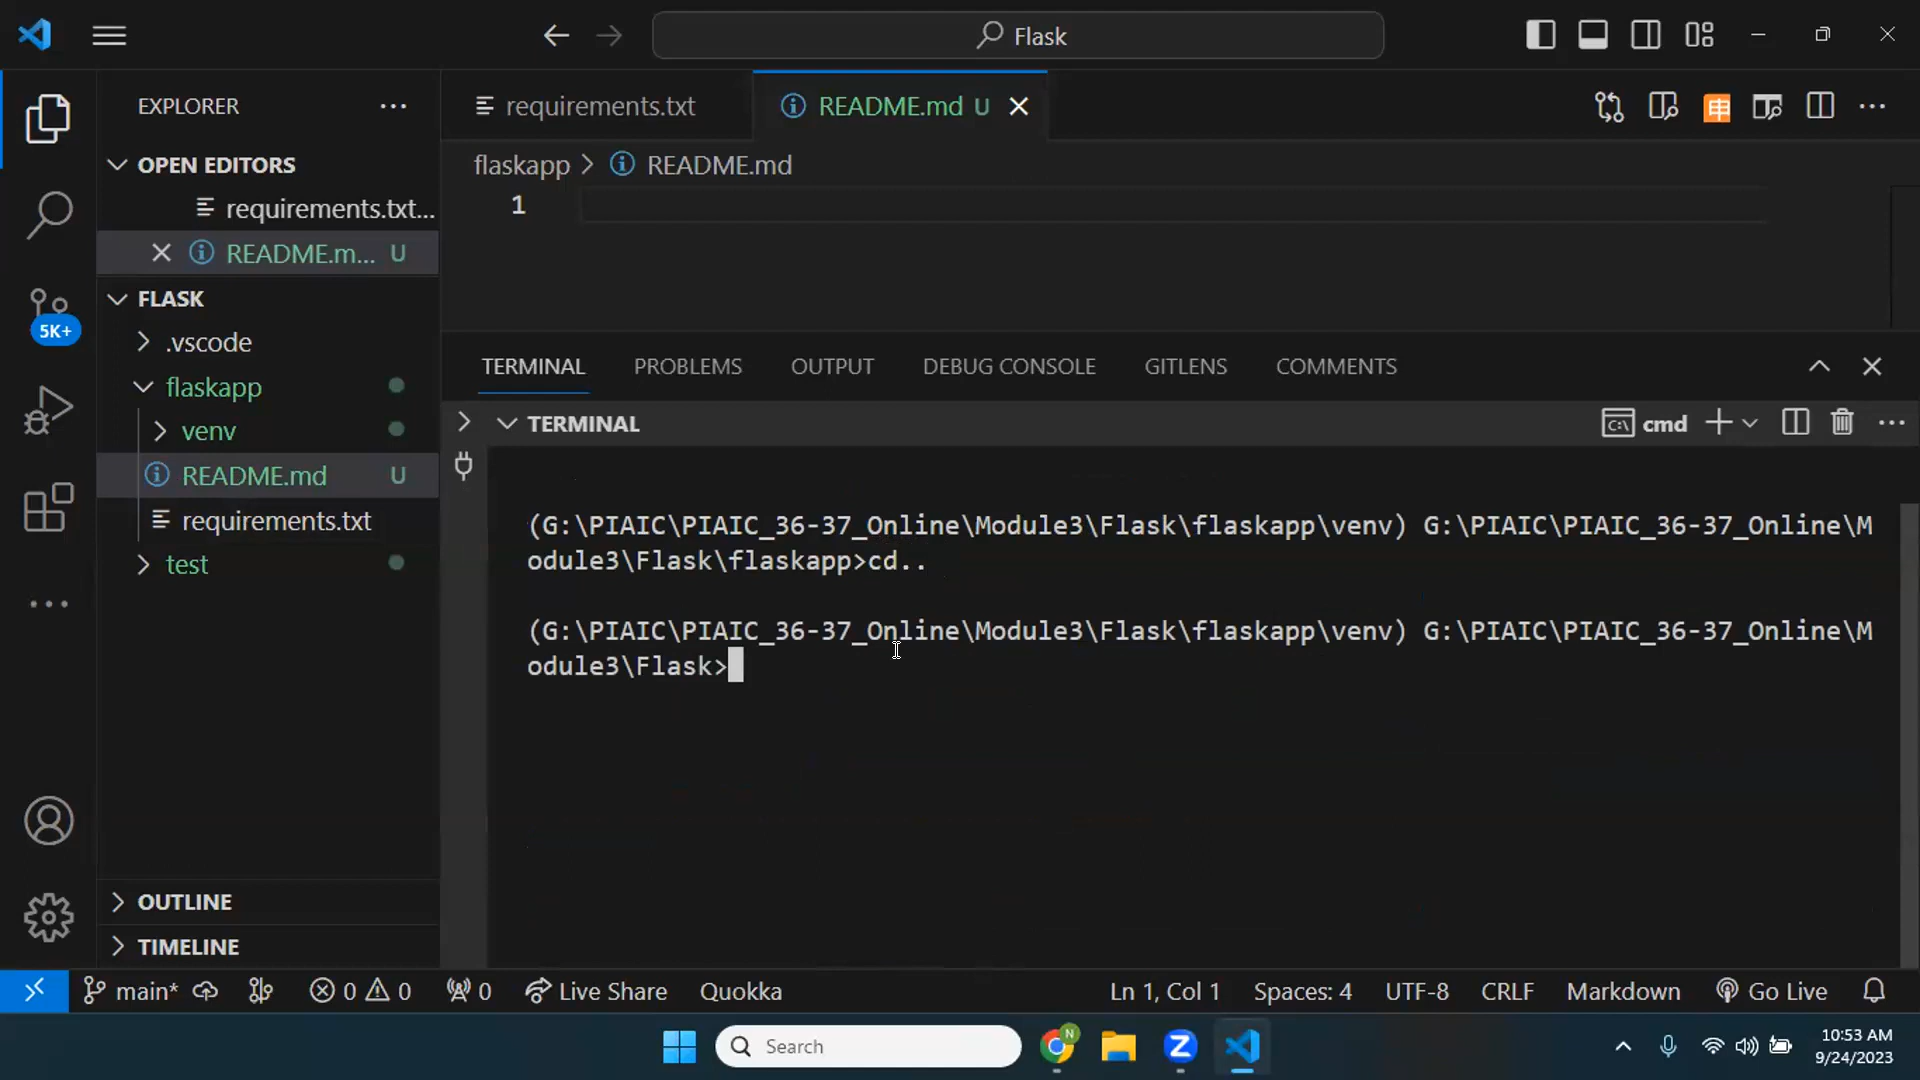 Flask
EXPLORER
requirements.txt
README.md U
OPEN EDITORS
requirements.txt...
README.m... U
flaskapp > README.md
1
FLASK
.vscode
flaskapp
venv
README.md U
requirements.txt
test
5K+
TERMINAL PROBLEMS OUTPUT DEBUG CONSOLE GITLENS COMMENTS
TERMINAL
cmd
(G:\PIAIC\PIAIC_36-37_Online\Module3\Flask\flaskapp\venv) G:\PIAIC\PIAIC_36-37_Online\M
odule3\Flask\flaskapp>cd..
(G:\PIAIC\PIAIC_36-37_Online\Module3\Flask\flaskapp\venv) G:\PIAIC\PIAIC_36-37_Online\M
odule3\Flask>
OUTLINE
TIMELINE
main* 0 0 0 Live Share Quokka Ln 1, Col 1 Spaces: 4 UTF-8 CRLF Markdown Go Live
Search
N
10:53 AM
9/24/2023